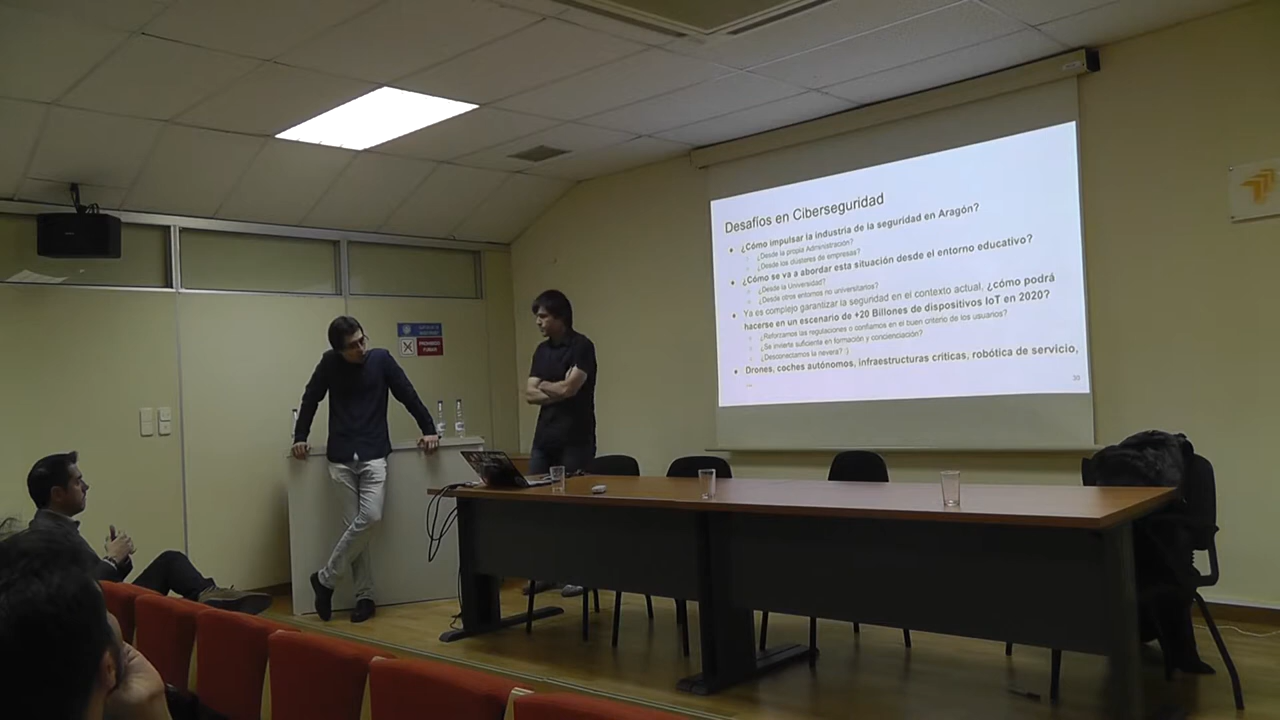 Desafíos en Ciberseguridad
● ¿Cómo impulsar la industria de la seguridad en Aragón?
○ ¿Desde la propia Administración?
○ ¿Desde los clústeres de empresas?
● ¿Cómo se va a abordar esta situación desde el entorno educativo?
○ ¿Desde la Universidad?
○ ¿Desde otros entornos no universitarios?
● Ya es complejo garantizar la seguridad en el contexto actual, ¿cómo podrá
hacerse en un escenario de +20 Billones de dispositivos IoT en 2020?
○ ¿Reforzamos las regulaciones o confiamos en el buen criterio de los usuarios?
○ ¿Se invierte suficiente en formación y concienciación?
○ ¿Desconectamos la nevera? :)
● Drones, coches autónomos, infraestructuras críticas, robótica de servicio,
...
30
PROHIBIDO
FUMAR